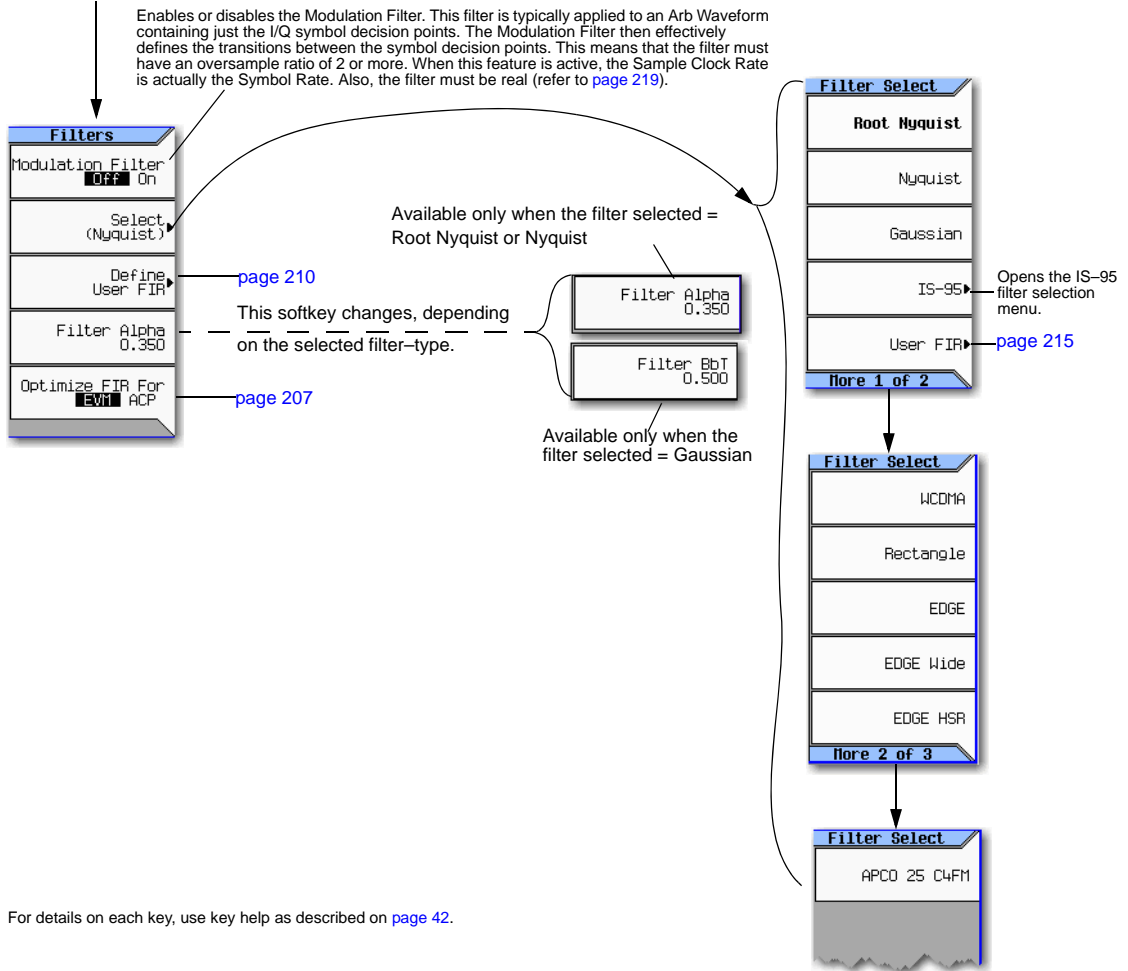 Enables or disables the Modulation Filter. This filter is typically applied to an Arb Waveform
containing just the I/Q symbol decision points. The Modulation Filter then effectively
defines the transitions between the symbol decision points. This means that the filter must
have an oversample ratio of 2 or more. When this feature is active, the Sample Clock Rate
is actually the Symbol Rate. Also, the filter must be real (refer to page 219).
Filters
Modulation Filter
Off On
Select
(Nyquist)
Define
User FIR
page 210
Filter Alpha
0.350
Optimize FIR For
EVM ACP
page 207
This softkey changes, depending
on the selected filter–type.
Available only when the filter selected =
Root Nyquist or Nyquist
Filter Alpha
0.350
Filter BbT
0.500
Available only when the
filter selected = Gaussian
Filter Select
Root Nyquist
Nyquist
Gaussian
IS-95
Opens the IS–95
filter selection
menu.
User FIR
page 215
More 1 of 2
Filter Select
WCDMA
Rectangle
EDGE
EDGE Wide
EDGE HSR
More 2 of 3
Filter Select
APCO 25 C4FM
For details on each key, use key help as described on page 42.